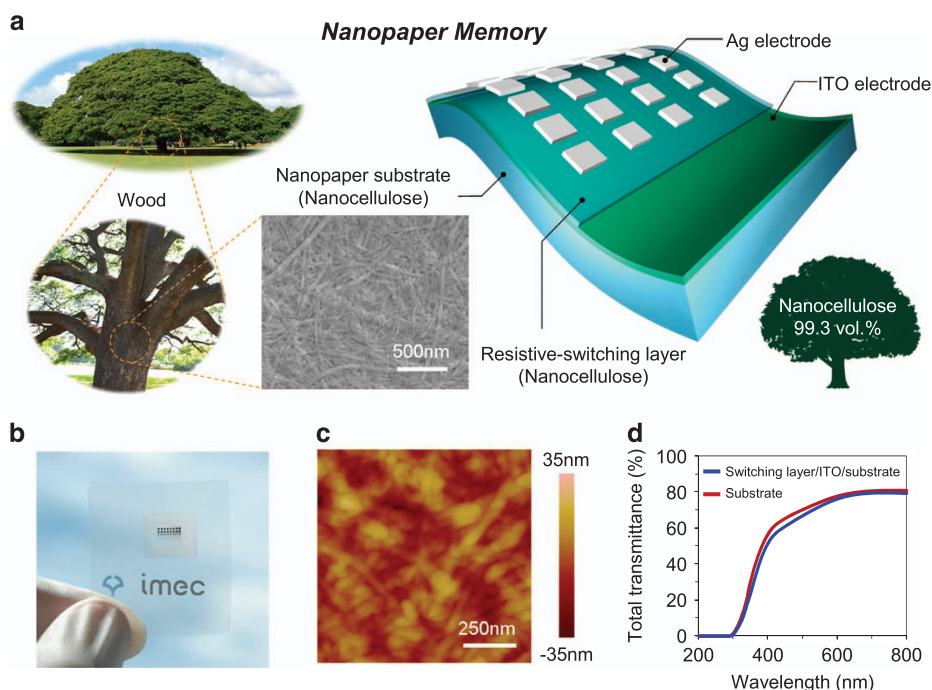 a
Nanopaper Memory
Ag electrode
ITO electrode
Nanopaper substrate
(Nanocellulose)
Wood
500nm
Resistive-switching layer
(Nanocellulose)
Nanocellulose
99.3 vol.%
b
imec
c
35nm
-35nm
250nm
d
Total transmittance (%)
100
80
60
40
20
0
Switching layer/ITO/substrate
Substrate
200
400
600
800
Wavelength (nm)